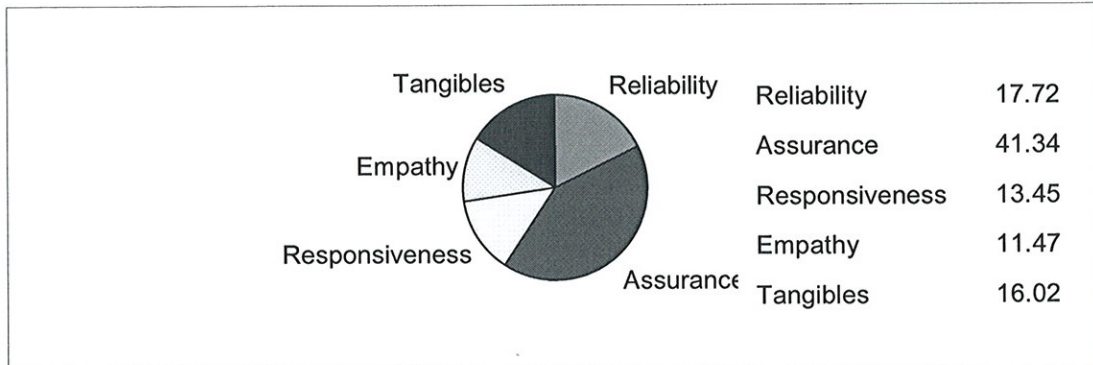 Tangibles
Reliability
Empathy
Responsiveness
Assurance
Reliability 17.72
Assurance 41.34
Responsiveness 13.45
Empathy 11.47
Tangibles 16.02